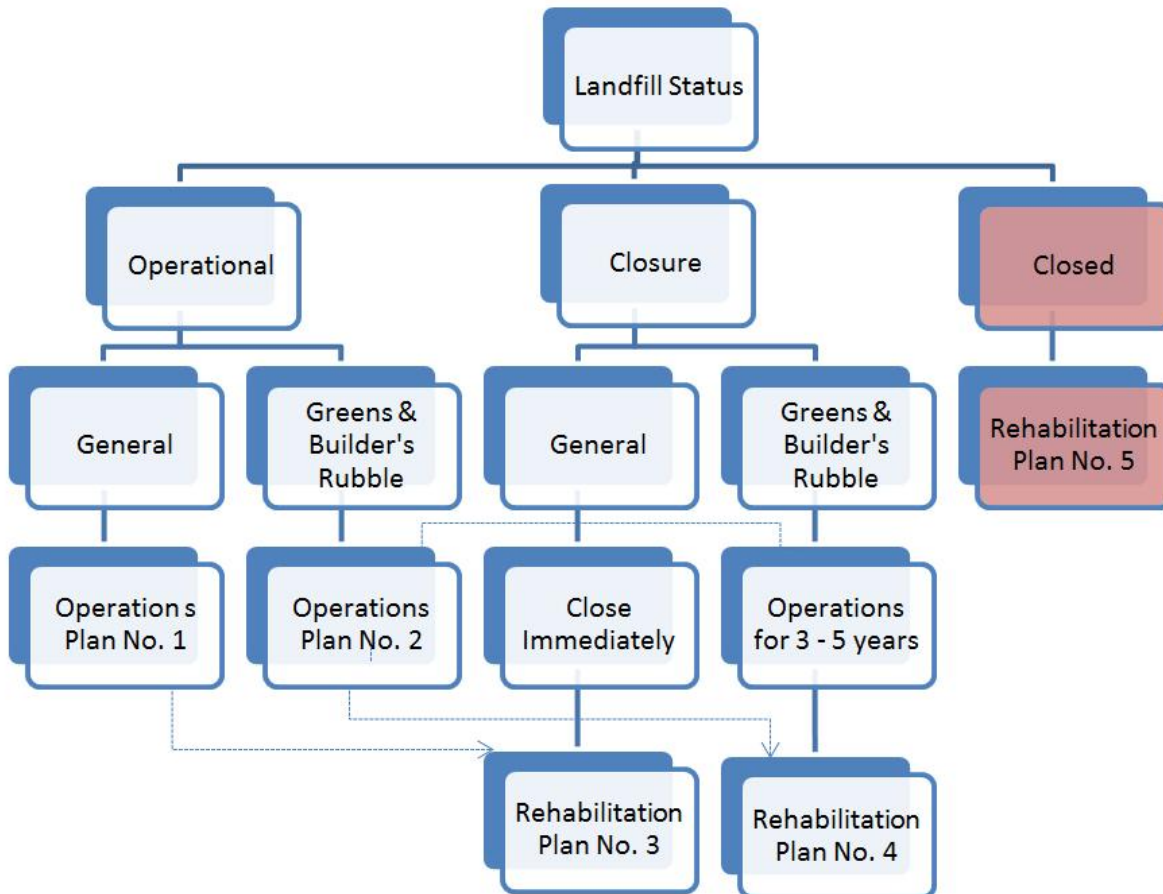 Landfill Status
Operational
Closure
Closed
General
Greens &
Builder's
Rubble
General
Greens &
Builder's
Rubble
Rehabilitation
Plan No. 5
Operation s
Plan No. 1
Operations
Plan No. 2
Close
Immediately
Operations
for 3 - 5 years
Rehabilitation
Plan No. 3
Rehabilitation
Plan No. 4